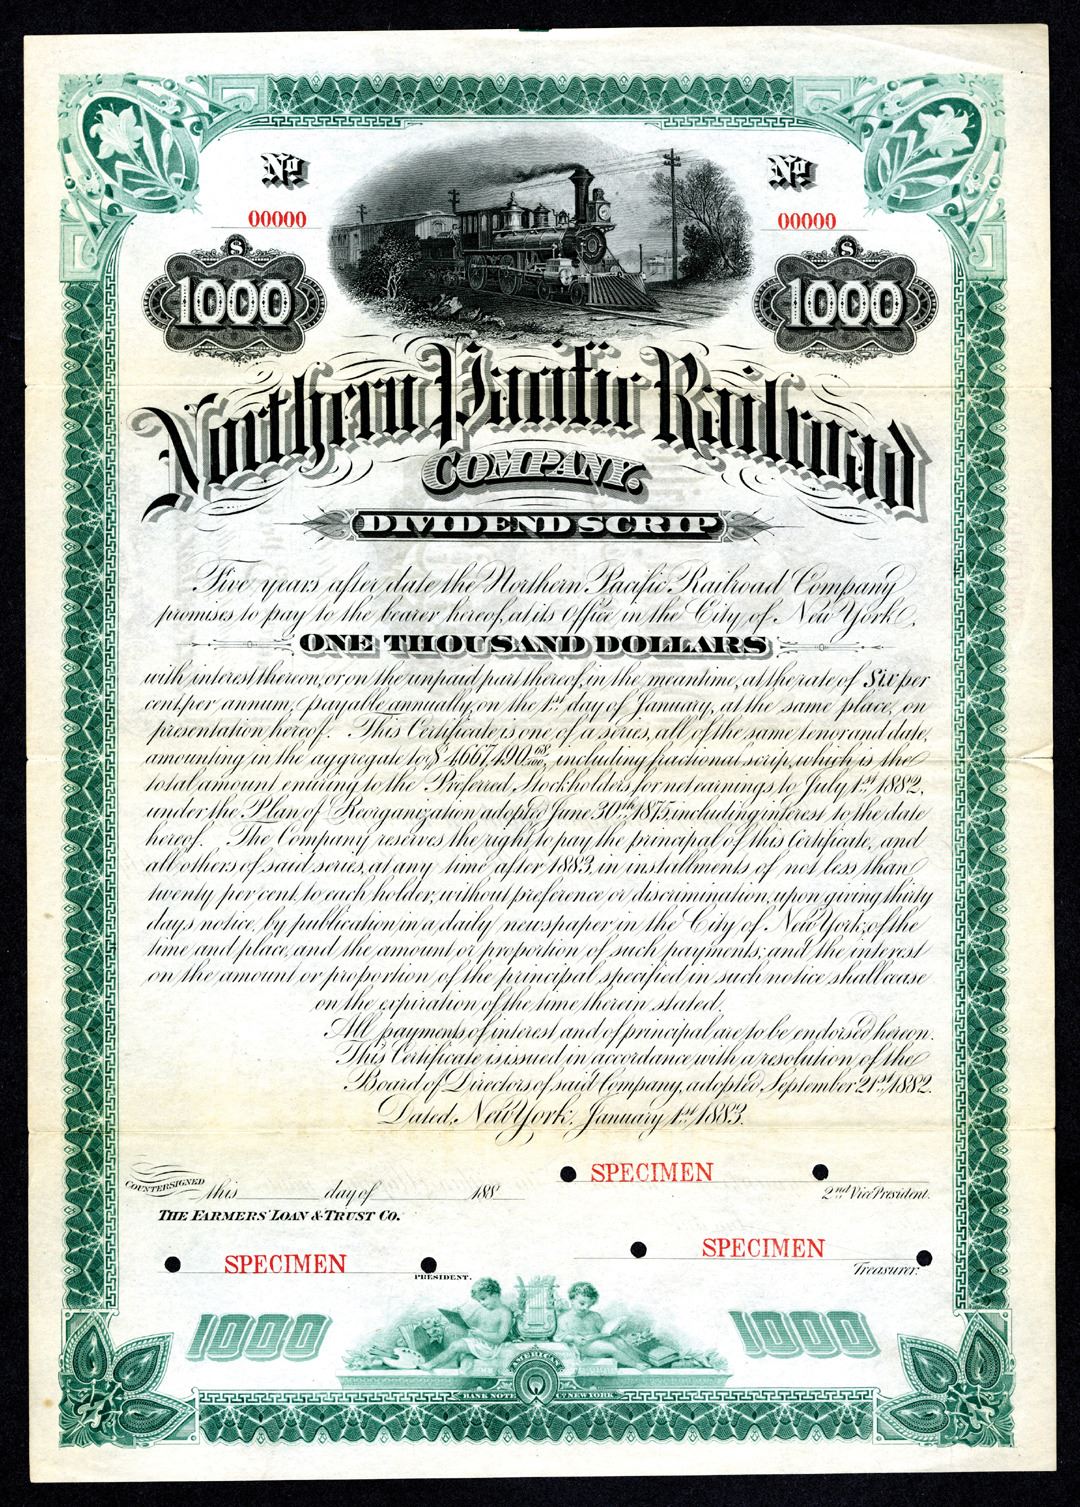 No No
00000 00000
$ $
1000 1000
Northern Pacific Railroad
COMPANY.
DIVIDEND SCRIP
Five years after date the Northern Pacific Railroad Company
promises to pay to the bearer hereof, at its Office in the City of New York,
ONE THOUSAND DOLLARS
with interest thereon, or on the unpaid part thereof, in the meantime, at the rate of Six per
cent. per annum, payable annually, on the 1st day of January, at the same place, on
presentation hereof. This Certificate is one of a series, all of the same tenor and date,
amounting in the aggregate to $4,667,490 68/100, including fractional scrip, which is the
total amount enuring to the Preferred Stockholders for net earnings to July 1st 1882,
under the Plan of Reorganization adopted June 30th 1875, including interest to the date
hereof. The Company reserves the right to pay the principal of this Certificate, and
all others of said series, at any time after 1883, in installments of not less than
twenty per cent. to each holder, without preference or discrimination, upon giving thirty
days notice, by publication in a daily newspaper in the City of New York, of the
time and place, and the amount or proportion of such payments; and the interest
on the amount or proportion of the principal specified in such notice shall cease
on the expiration of the time therein stated.
All payments of interest and of principal are to be endorsed hereon.
This Certificate is issued in accordance with a resolution of the
Board of Directors of said Company, adopted September 21st 1882.
Dated, New York, January 1st 1883.
COUNTERSIGNED this day of 188
SPECIMEN
2nd Vice President.
THE FARMERS' LOAN & TRUST CO.
SPECIMEN
PRESIDENT.
SPECIMEN
Treasurer.
1000 1000
AMERICAN
BANK NOTE CO. NEW YORK